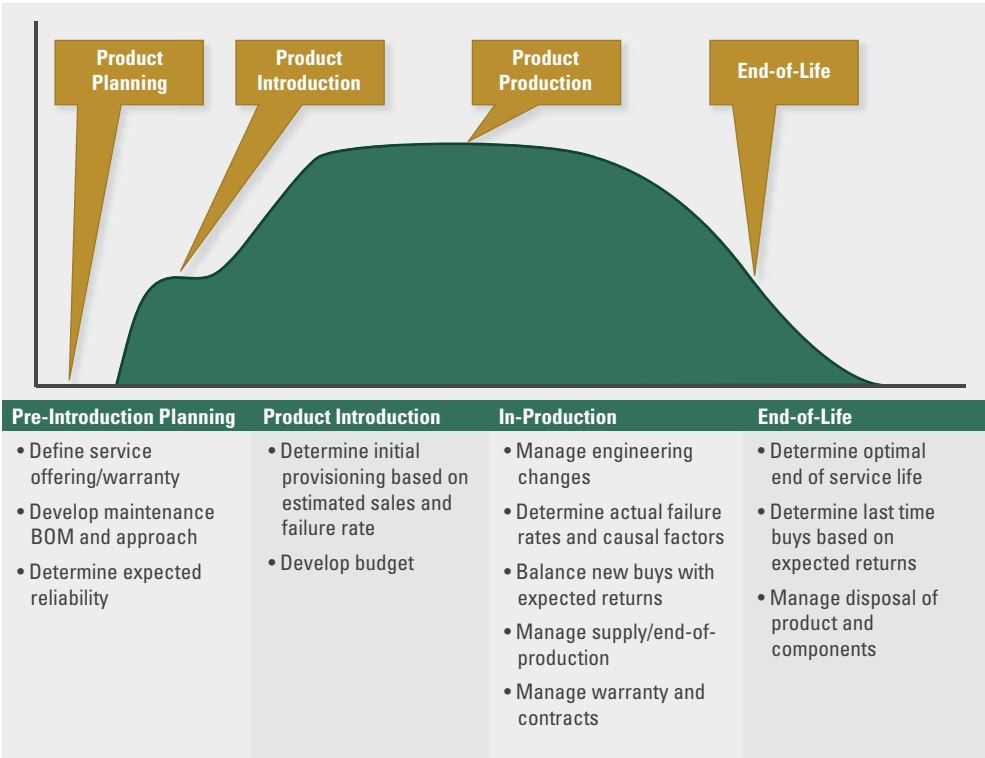 Product
Planning
Product
Introduction
Product
Production
End-of-Life
Pre-Introduction Planning
• Define service
offering/warranty
• Develop maintenance
BOM and approach
• Determine expected
reliability
Product Introduction
• Determine initial
provisioning based on
estimated sales and
failure rate
• Develop budget
In-Production
• Manage engineering
changes
• Determine actual failure
rates and causal factors
• Balance new buys with
expected returns
• Manage supply/end-of-
production
• Manage warranty and
contracts
End-of-Life
• Determine optimal
end of service life
• Determine last time
buys based on
expected returns
• Manage disposal of
product and
components